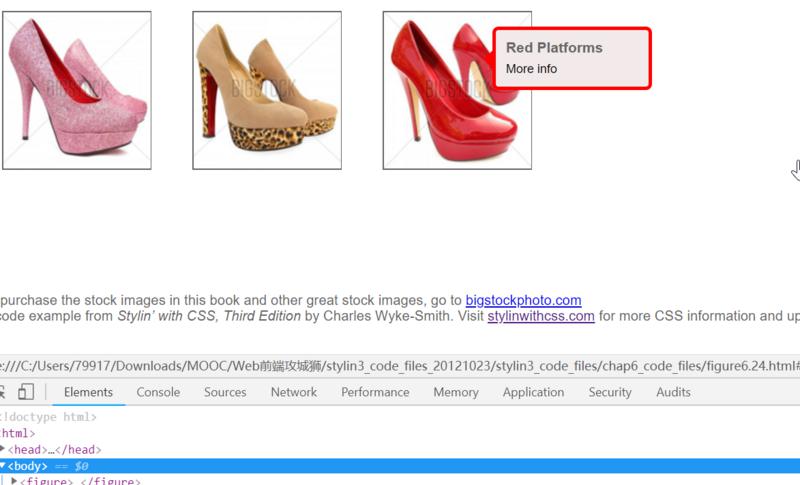 BIGSTOCK
BIGSTOCK
BIGSTOCK
Red Platforms
More info
purchase the stock images in this book and other great stock images, go to bigstockphoto.com
code example from Stylin’ with CSS, Third Edition by Charles Wyke-Smith. Visit stylinwithcss.com for more CSS information and up
e:///C:/Users/79917/Downloads/MOOC/Web前端攻城狮/stylin3_code_files_20121023/stylin3_code_files/chap6_code_files/figure6.24.html#
Elements Console Sources Network Performance Memory Application Security Audits
<!doctype html>
<html>
<head>…</head>
<body> == $0
<figure> </figure>